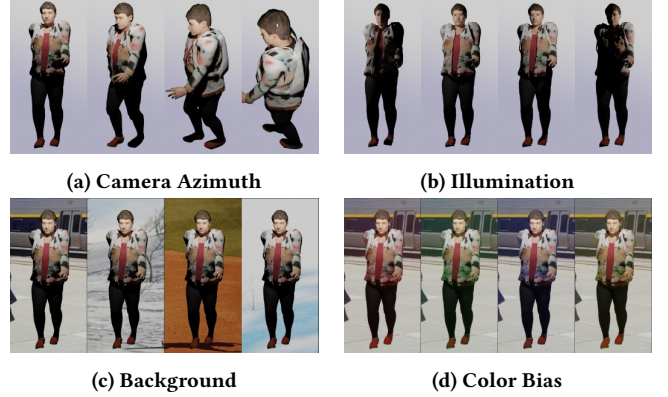 (a) Camera Azimuth
(b) Illumination
(c) Background
(d) Color Bias